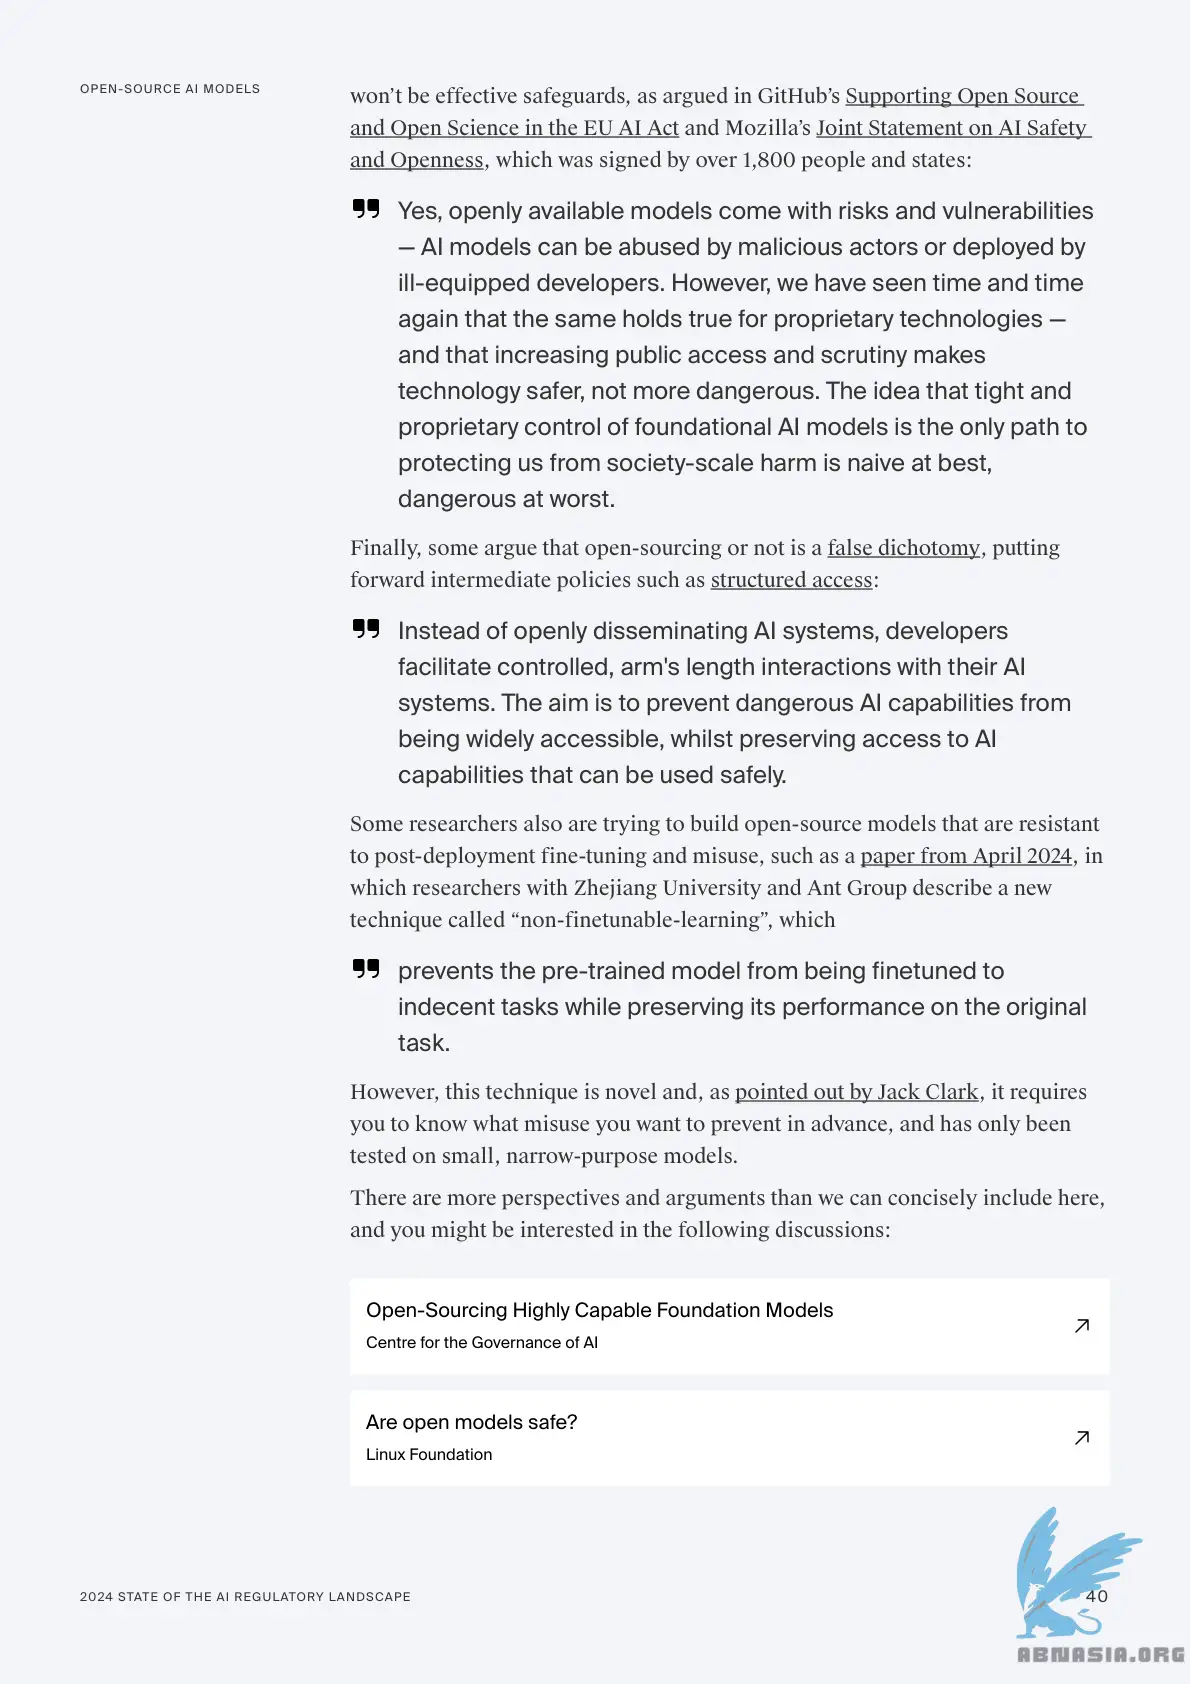 OPEN-SOURCE AI MODELS
won’t be effective safeguards, as argued in GitHub’s Supporting Open Source
and Open Science in the EU AI Act and Mozilla’s Joint Statement on AI Safety
and Openness, which was signed by over 1,800 people and states:
Yes, openly available models come with risks and vulnerabilities
— AI models can be abused by malicious actors or deployed by
ill-equipped developers. However, we have seen time and time
again that the same holds true for proprietary technologies —
and that increasing public access and scrutiny makes
technology safer, not more dangerous. The idea that tight and
proprietary control of foundational AI models is the only path to
protecting us from society-scale harm is naive at best,
dangerous at worst.
Finally, some argue that open-sourcing or not is a false dichotomy, putting
forward intermediate policies such as structured access:
Instead of openly disseminating AI systems, developers
facilitate controlled, arm's length interactions with their AI
systems. The aim is to prevent dangerous AI capabilities from
being widely accessible, whilst preserving access to AI
capabilities that can be used safely.
Some researchers also are trying to build open-source models that are resistant
to post-deployment fine-tuning and misuse, such as a paper from April 2024, in
which researchers with Zhejiang University and Ant Group describe a new
technique called “non-finetunable-learning”, which
prevents the pre-trained model from being finetuned to
indecent tasks while preserving its performance on the original
task.
However, this technique is novel and, as pointed out by Jack Clark, it requires
you to know what misuse you want to prevent in advance, and has only been
tested on small, narrow-purpose models.
There are more perspectives and arguments than we can concisely include here,
and you might be interested in the following discussions:
Open-Sourcing Highly Capable Foundation Models
Centre for the Governance of AI
Are open models safe?
Linux Foundation
2024 STATE OF THE AI REGULATORY LANDSCAPE
40
ABNASIA.ORG